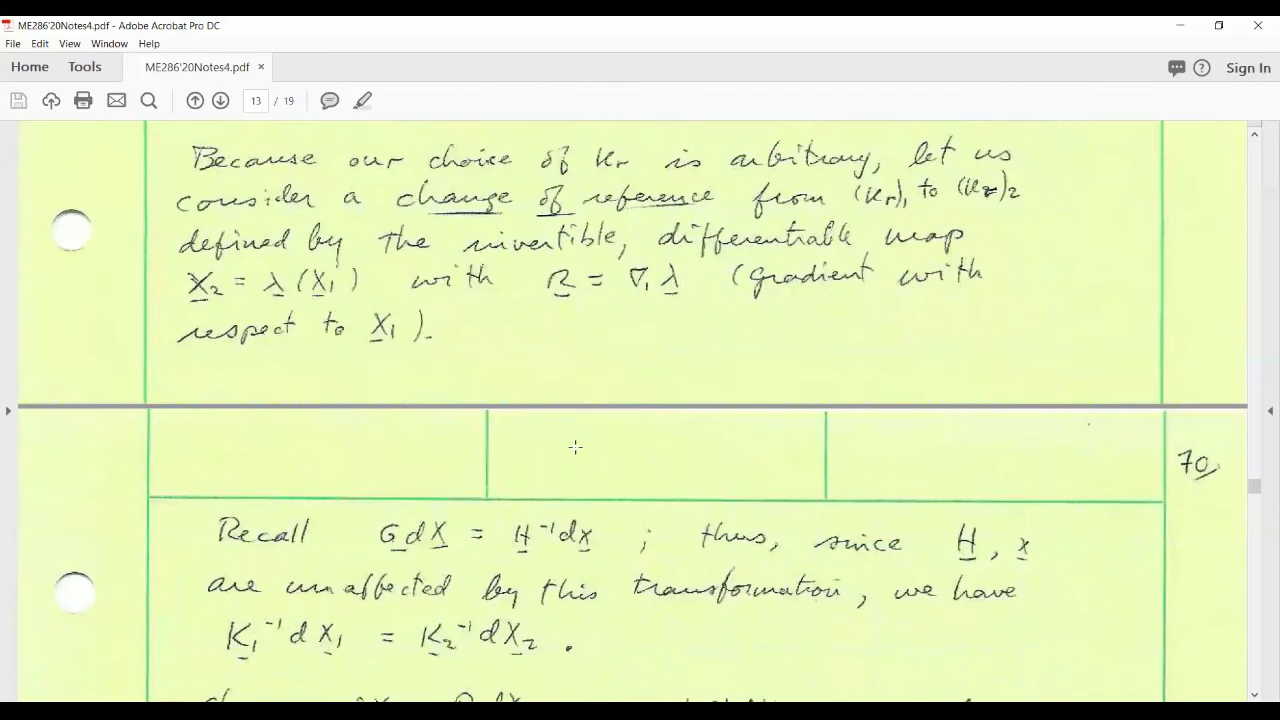 ME286'20Notes4.pdf - Adobe Acrobat Pro DC
File Edit View Window Help
Home Tools ME286'20Notes4.pdf × Sign In
13 / 19
Because our choice of κr is arbitrary, let us
consider a change of reference from (κr)₁ to (κr)₂
defined by the invertible, differentiable map
X₂ = λ(X₁) with R = ∇₁λ (gradient with
respect to X₁).
70
Recall GdX = H⁻¹dx ; thus, since H, x
are unaffected by this transformation, we have
K₁⁻¹dX₁ = K₂⁻¹dX₂.